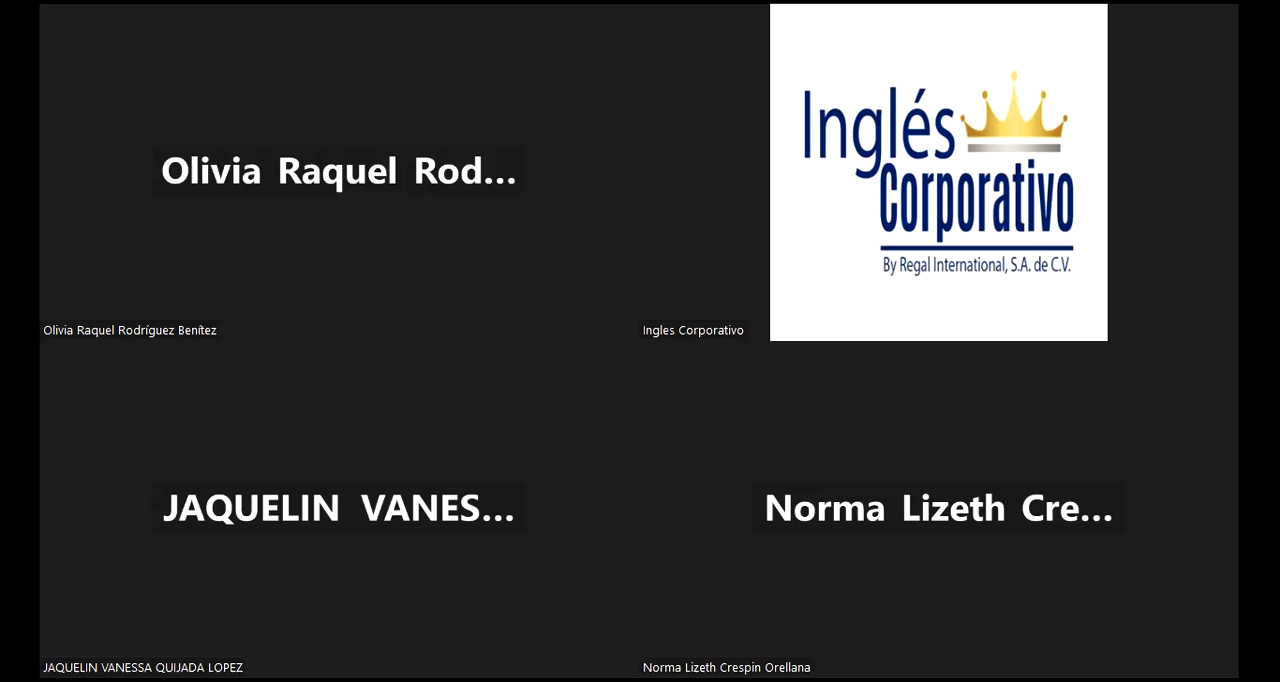 Olivia Raquel Rod...
Olivia Raquel Rodríguez Benítez
Inglés
Corporativo
By Regal International, S.A. de C.V.
Ingles Corporativo
JAQUELIN VANES...
JAQUELIN VANESSA QUIJADA LOPEZ
Norma Lizeth Cre...
Norma Lizeth Crespin Orellana